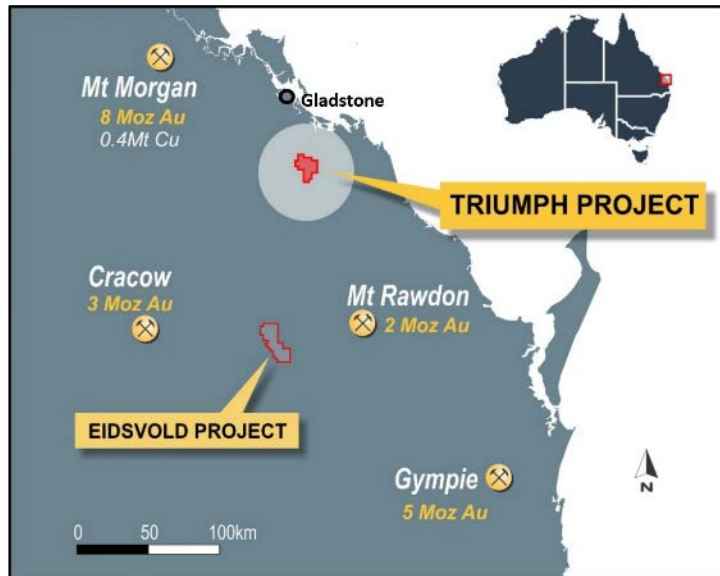 Mt Morgan
8 Moz Au
0.4Mt Cu
Gladstone
TRIUMPH PROJECT
Cracow
3 Moz Au
Mt Rawdon
2 Moz Au
EIDSVOLD PROJECT
Gympie
5 Moz Au
N
0 50 100km